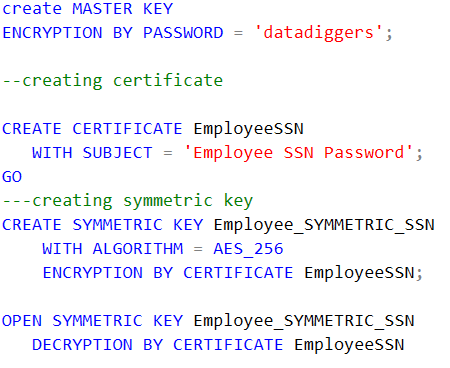 create MASTER KEY
ENCRYPTION BY PASSWORD = 'datadiggers';
--creating certificate
CREATE CERTIFICATE EmployeeSSN
WITH SUBJECT = 'Employee SSN Password';
GO
---creating symmetric key
CREATE SYMMETRIC KEY Employee_SYMMETRIC_SSN
WITH ALGORITHM = AES_256
ENCRYPTION BY CERTIFICATE EmployeeSSN;
OPEN SYMMETRIC KEY Employee_SYMMETRIC_SSN
DECRYPTION BY CERTIFICATE EmployeeSSN